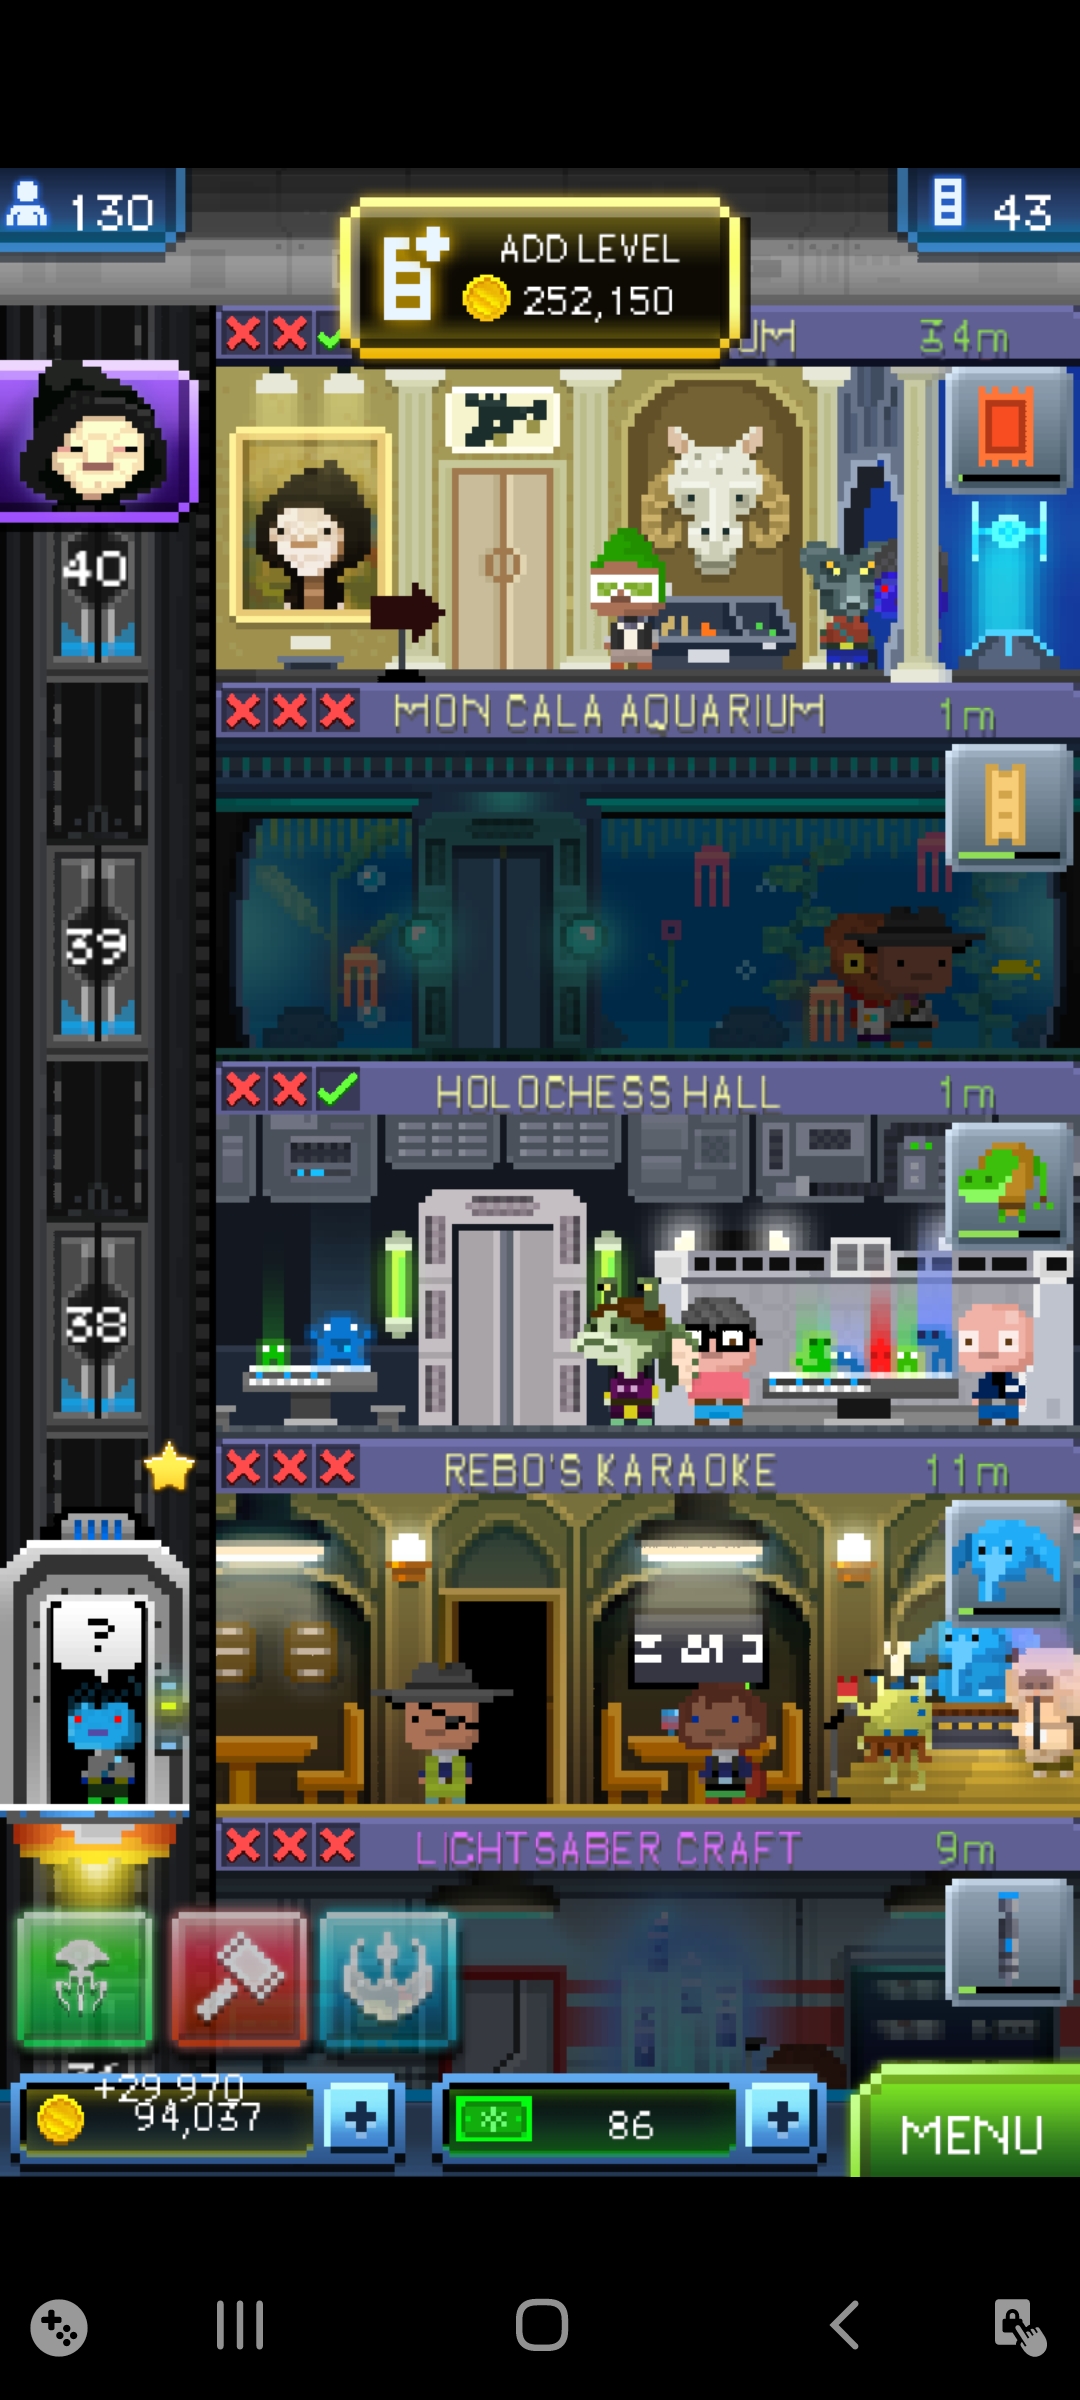 130
ADD LEVEL
252,150
43
UM
34m
40
MON CALA AQUARIUM
1m
39
HOLOCHESS HALL
1m
38
REBO'S KARAOKE
11m
?
LIGHTSABER CRAFT
9m
+29,970
94,037
86
MENU